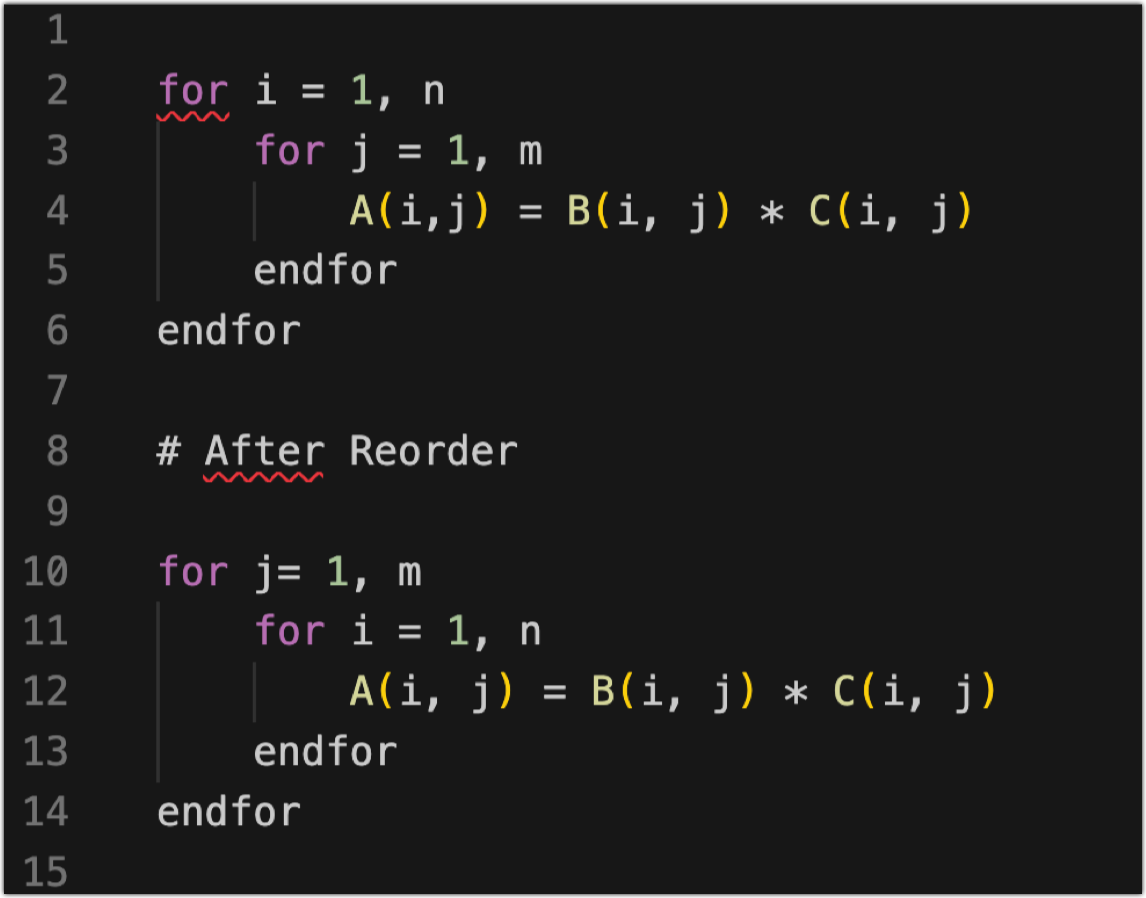 1
2 for i = 1, n
3 for j = 1, m
4 A(i,j) = B(i, j) * C(i, j)
5 endfor
6 endfor
7
8 # After Reorder
9
10 for j= 1, m
11 for i = 1, n
12 A(i, j) = B(i, j) * C(i, j)
13 endfor
14 endfor
15